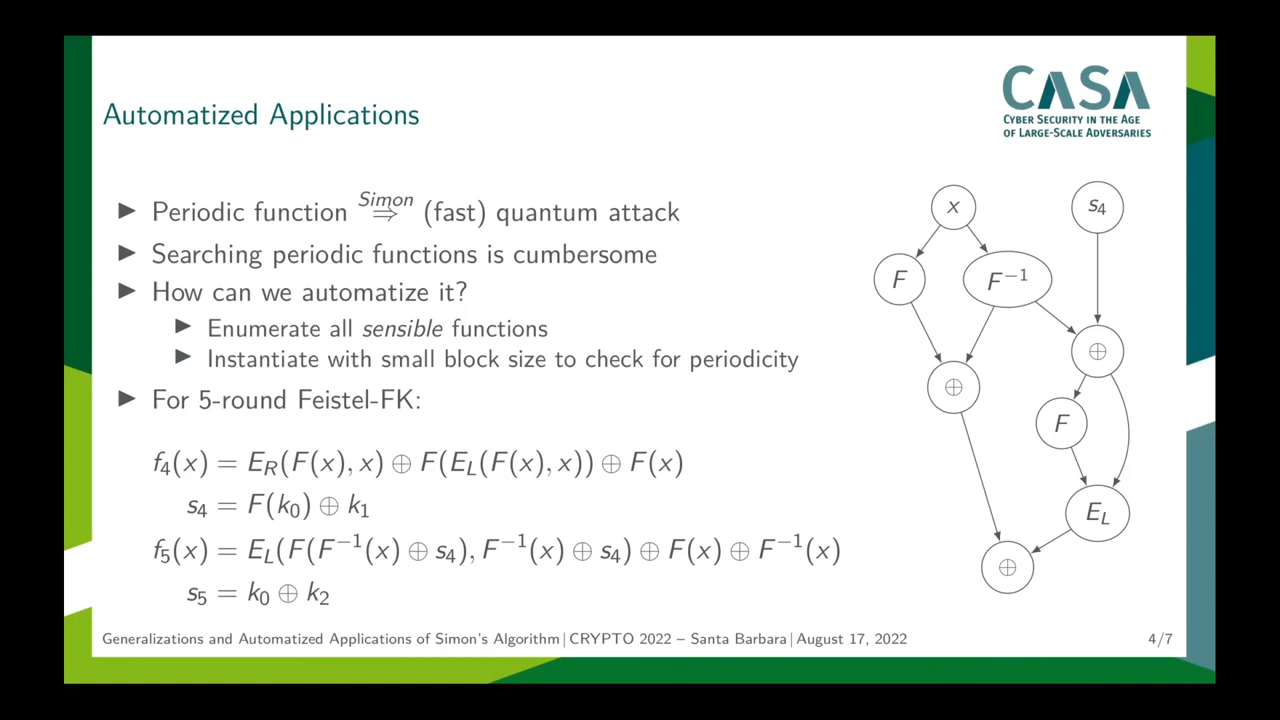 CASA
CYBER SECURITY IN THE AGE
OF LARGE-SCALE ADVERSARIES
Automatized Applications
▶ Periodic function $\overset{Simon}{\Rightarrow}$ (fast) quantum attack
▶ Searching periodic functions is cumbersome
▶ How can we automatize it?
▶ Enumerate all sensible functions
▶ Instantiate with small block size to check for periodicity
▶ For 5-round Feistel-FK:
f₄(x) = E_R(F(x), x) ⊕ F(E_L(F(x), x)) ⊕ F(x)
s₄ = F(k₀) ⊕ k₁
f₅(x) = E_L(F(F⁻¹(x) ⊕ s₄), F⁻¹(x) ⊕ s₄) ⊕ F(x) ⊕ F⁻¹(x)
s₅ = k₀ ⊕ k₂
x s₄
F F⁻¹
⊕
⊕
F
E_L
⊕
Generalizations and Automatized Applications of Simon's Algorithm | CRYPTO 2022 – Santa Barbara | August 17, 2022 4/7